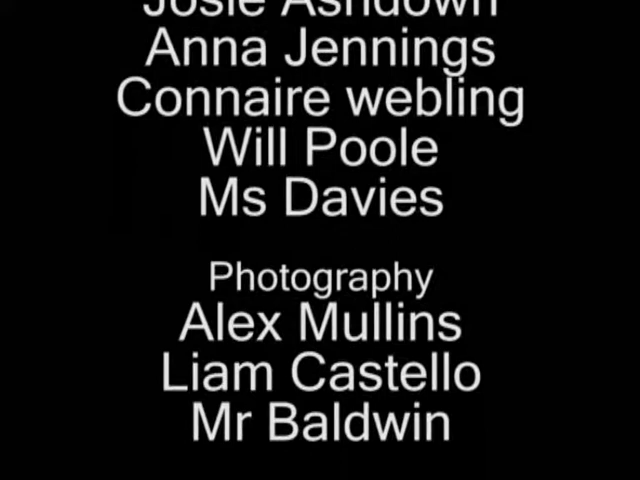 Josie Ashdown
Anna Jennings
Connaire webling
Will Poole
Ms Davies
Photography
Alex Mullins
Liam Castello
Mr Baldwin